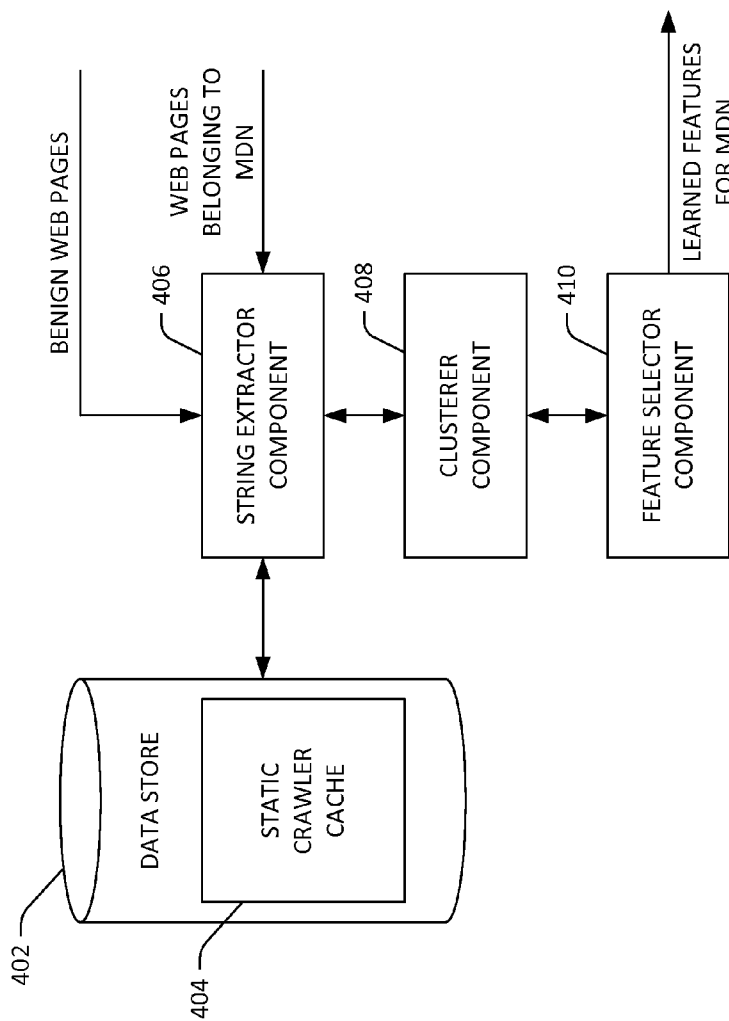 BENIGN WEB PAGES
WEB PAGES
BELONGING TO
MDN
406
STRING EXTRACTOR
COMPONENT
402
DATA STORE
STATIC
CRAWLER
CACHE
404
408
CLUSTERER
COMPONENT
410
FEATURE SELECTOR
COMPONENT
LEARNED FEATURES
FOR MDN